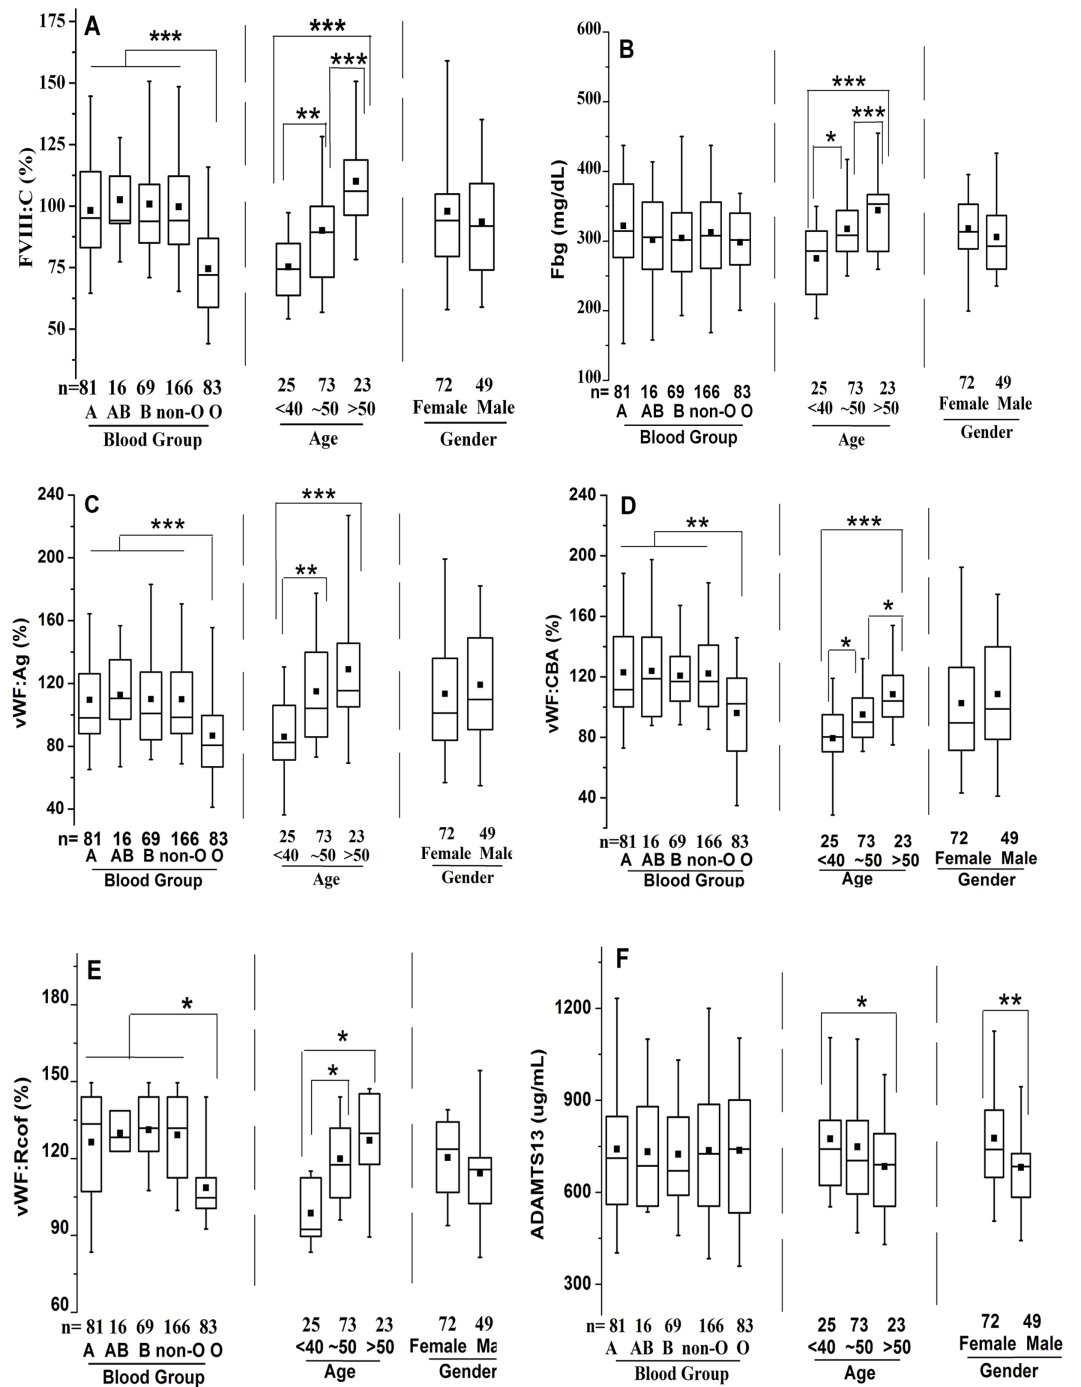 A
FVIII:C (%)
175
150
125
100
75
50
***
***
***
**
n=81 16 69 166 83
A AB B non-O O
Blood Group
25 73 23
<40 ~50 >50
Age
72 49
Female Male
Gender
B
Fbg (mg/dL)
600
500
400
300
200
100
***
***
*
n= 81 16 69 166 83
A AB B non-O O
Blood Group
25 73 23
<40 ~50 >50
Age
72 49
Female Male
Gender
C
vWF:Ag (%)
240
200
160
120
80
40
***
***
**
n= 81 16 69 166 83
A AB B non-O O
Blood Group
25 73 23
<40 ~50 >50
Age
72 49
Female Male
Gender
D
vWF:CBA (%)
240
200
160
120
80
40
**
***
*
*
n=81 16 69 166 83
A AB B non-O O
Blood Group
25 73 23
<40 ~50 >50
Age
72 49
Female Male
Gender
E
vWF:Rcof (%)
180
150
120
90
60
*
*
*
n= 81 16 69 166 83
A AB B non-O O
Blood Group
25 73 23
<40 ~50 >50
Age
72 49
Female Ma
Gender
F
ADAMTS13 (ug/mL)
1200
900
600
300
*
**
n= 81 16 69 166 83
A AB B non-O O
Blood Group
25 73 23
<40 ~50 >50
Age
72 49
Female Male
Gender